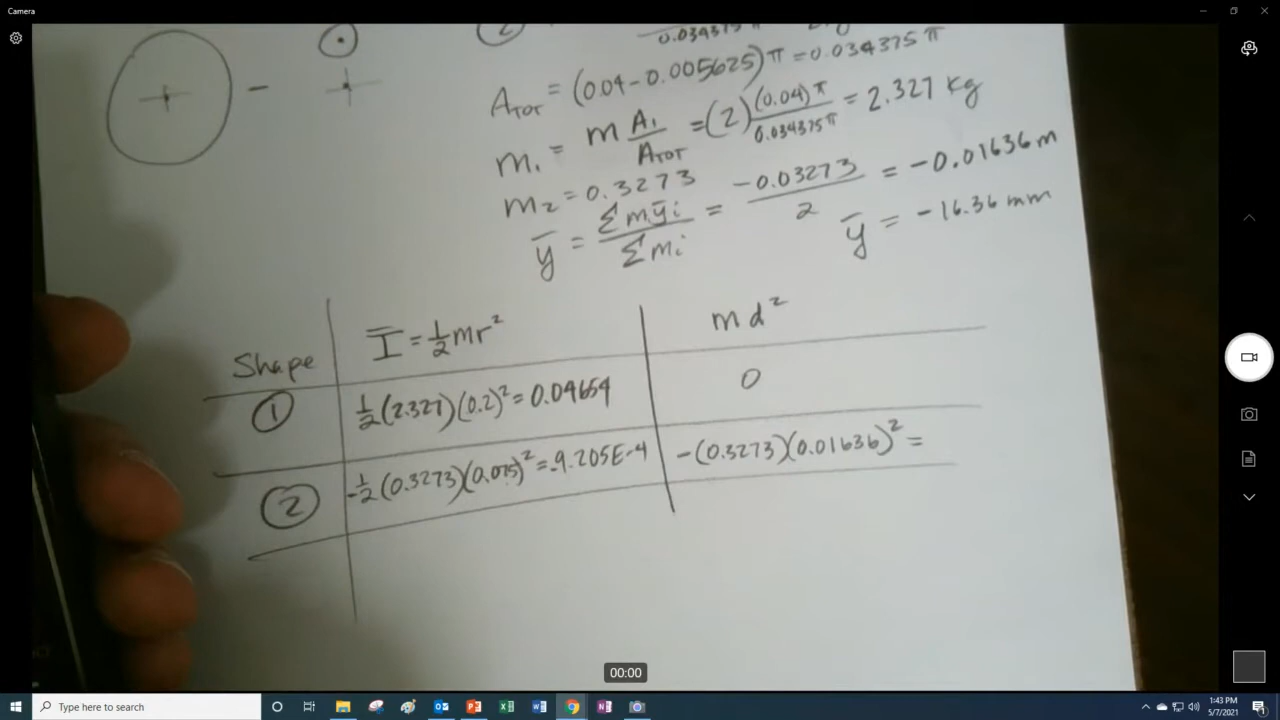 Camera
②
0.034375 π
A_TOT = (0.04 - 0.005625) π = 0.034375 π
m₁ = m A₁/A_TOT = (2) (0.04)π/0.034375π = 2.327 kg
m₂ = 0.3273
ȳ = Σmᵢȳᵢ/Σmᵢ = -0.03273/2 = -0.01636 m
ȳ = -16.36 mm
Shape Ī = ½mr² md²
① ½(2.327)(0.2)² = 0.04654 0
② -½(0.3273)(0.075)² = -9.205E-4 -(0.3273)(0.01636)² =
00:00
Type here to search
1:43 PM
5/7/2021